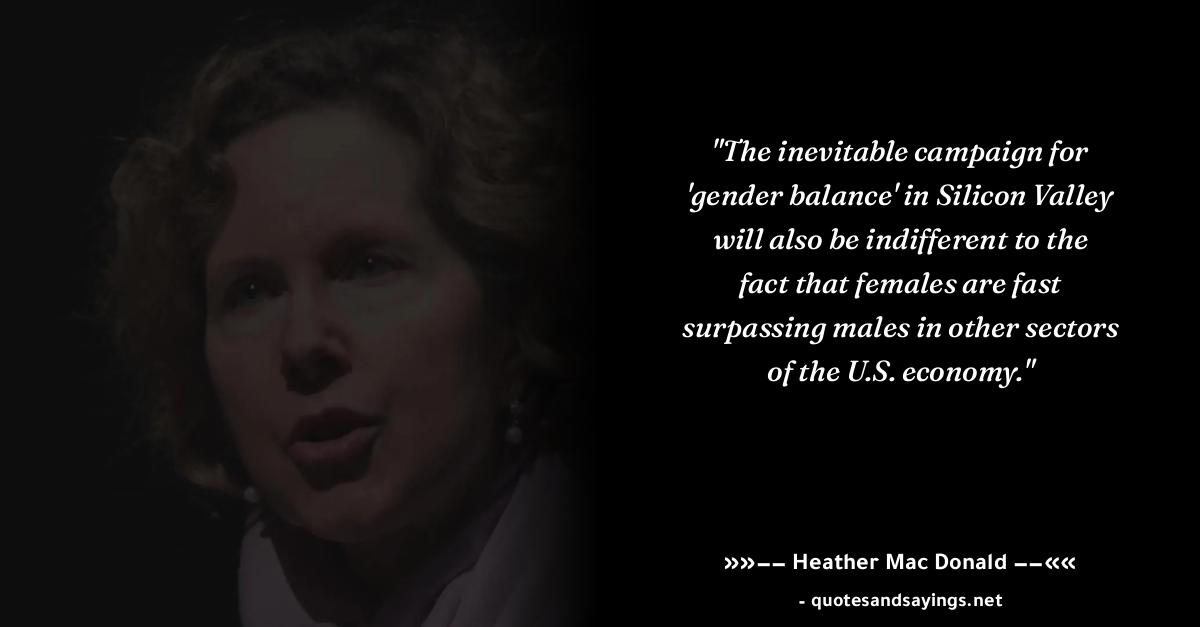 "The inevitable campaign for
'gender balance' in Silicon Valley
will also be indifferent to the
fact that females are fast
surpassing males in other sectors
of the U.S. economy."
»»–– Heather Mac Donald ––««
- quotesandsayings.net